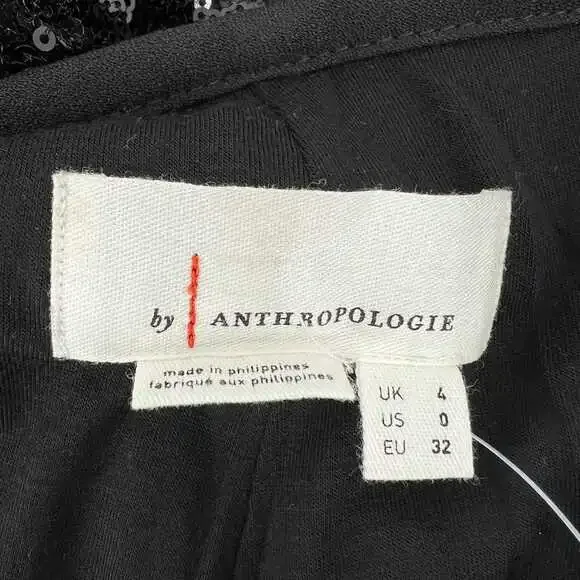 by ANTHROPOLOGIE
made in philippines
fabriqué aux philippines
UK 4
US 0
EU 32